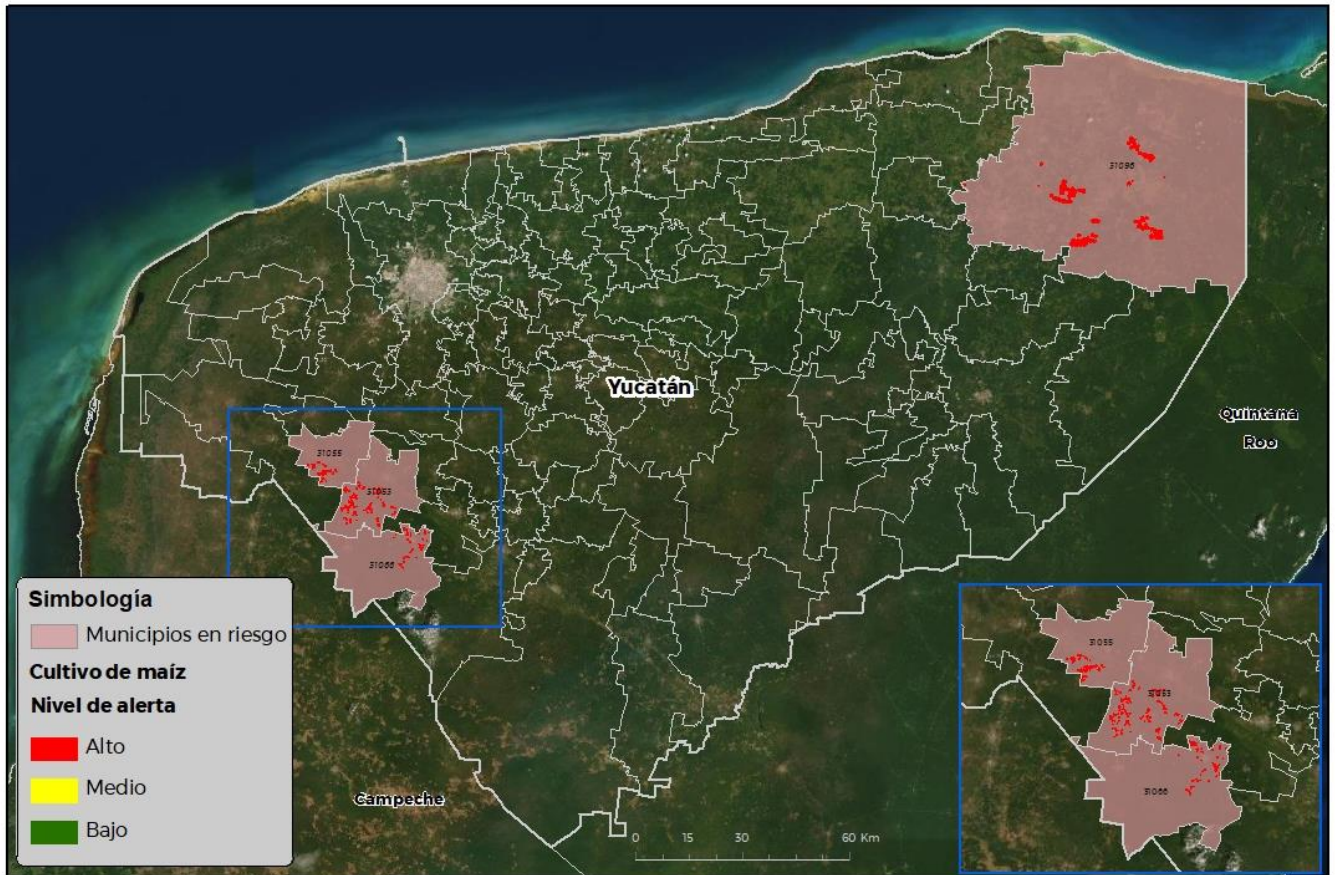 31096
Yucatán
Quintana
Roo
31055
31053
31066
Simbología
Municipios en riesgo
Cultivo de maíz
Nivel de alerta
Alto
Medio
Bajo
Campeche
0 15 30 60 Km
31055
31053
31066